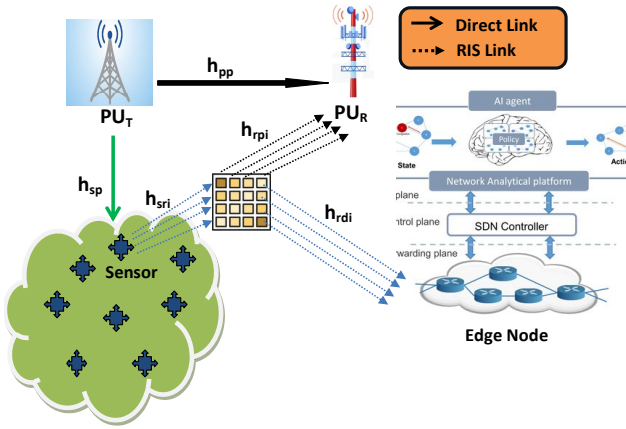 Direct Link
RIS Link
h_pp
PU_T
PU_R
AI agent
Policy
State
Actio
Network Analytical platform
plane
ntrol plane
SDN Controller
rwarding plane
h_rpi
h_sp
h_sri
h_rdi
Sensor
Edge Node